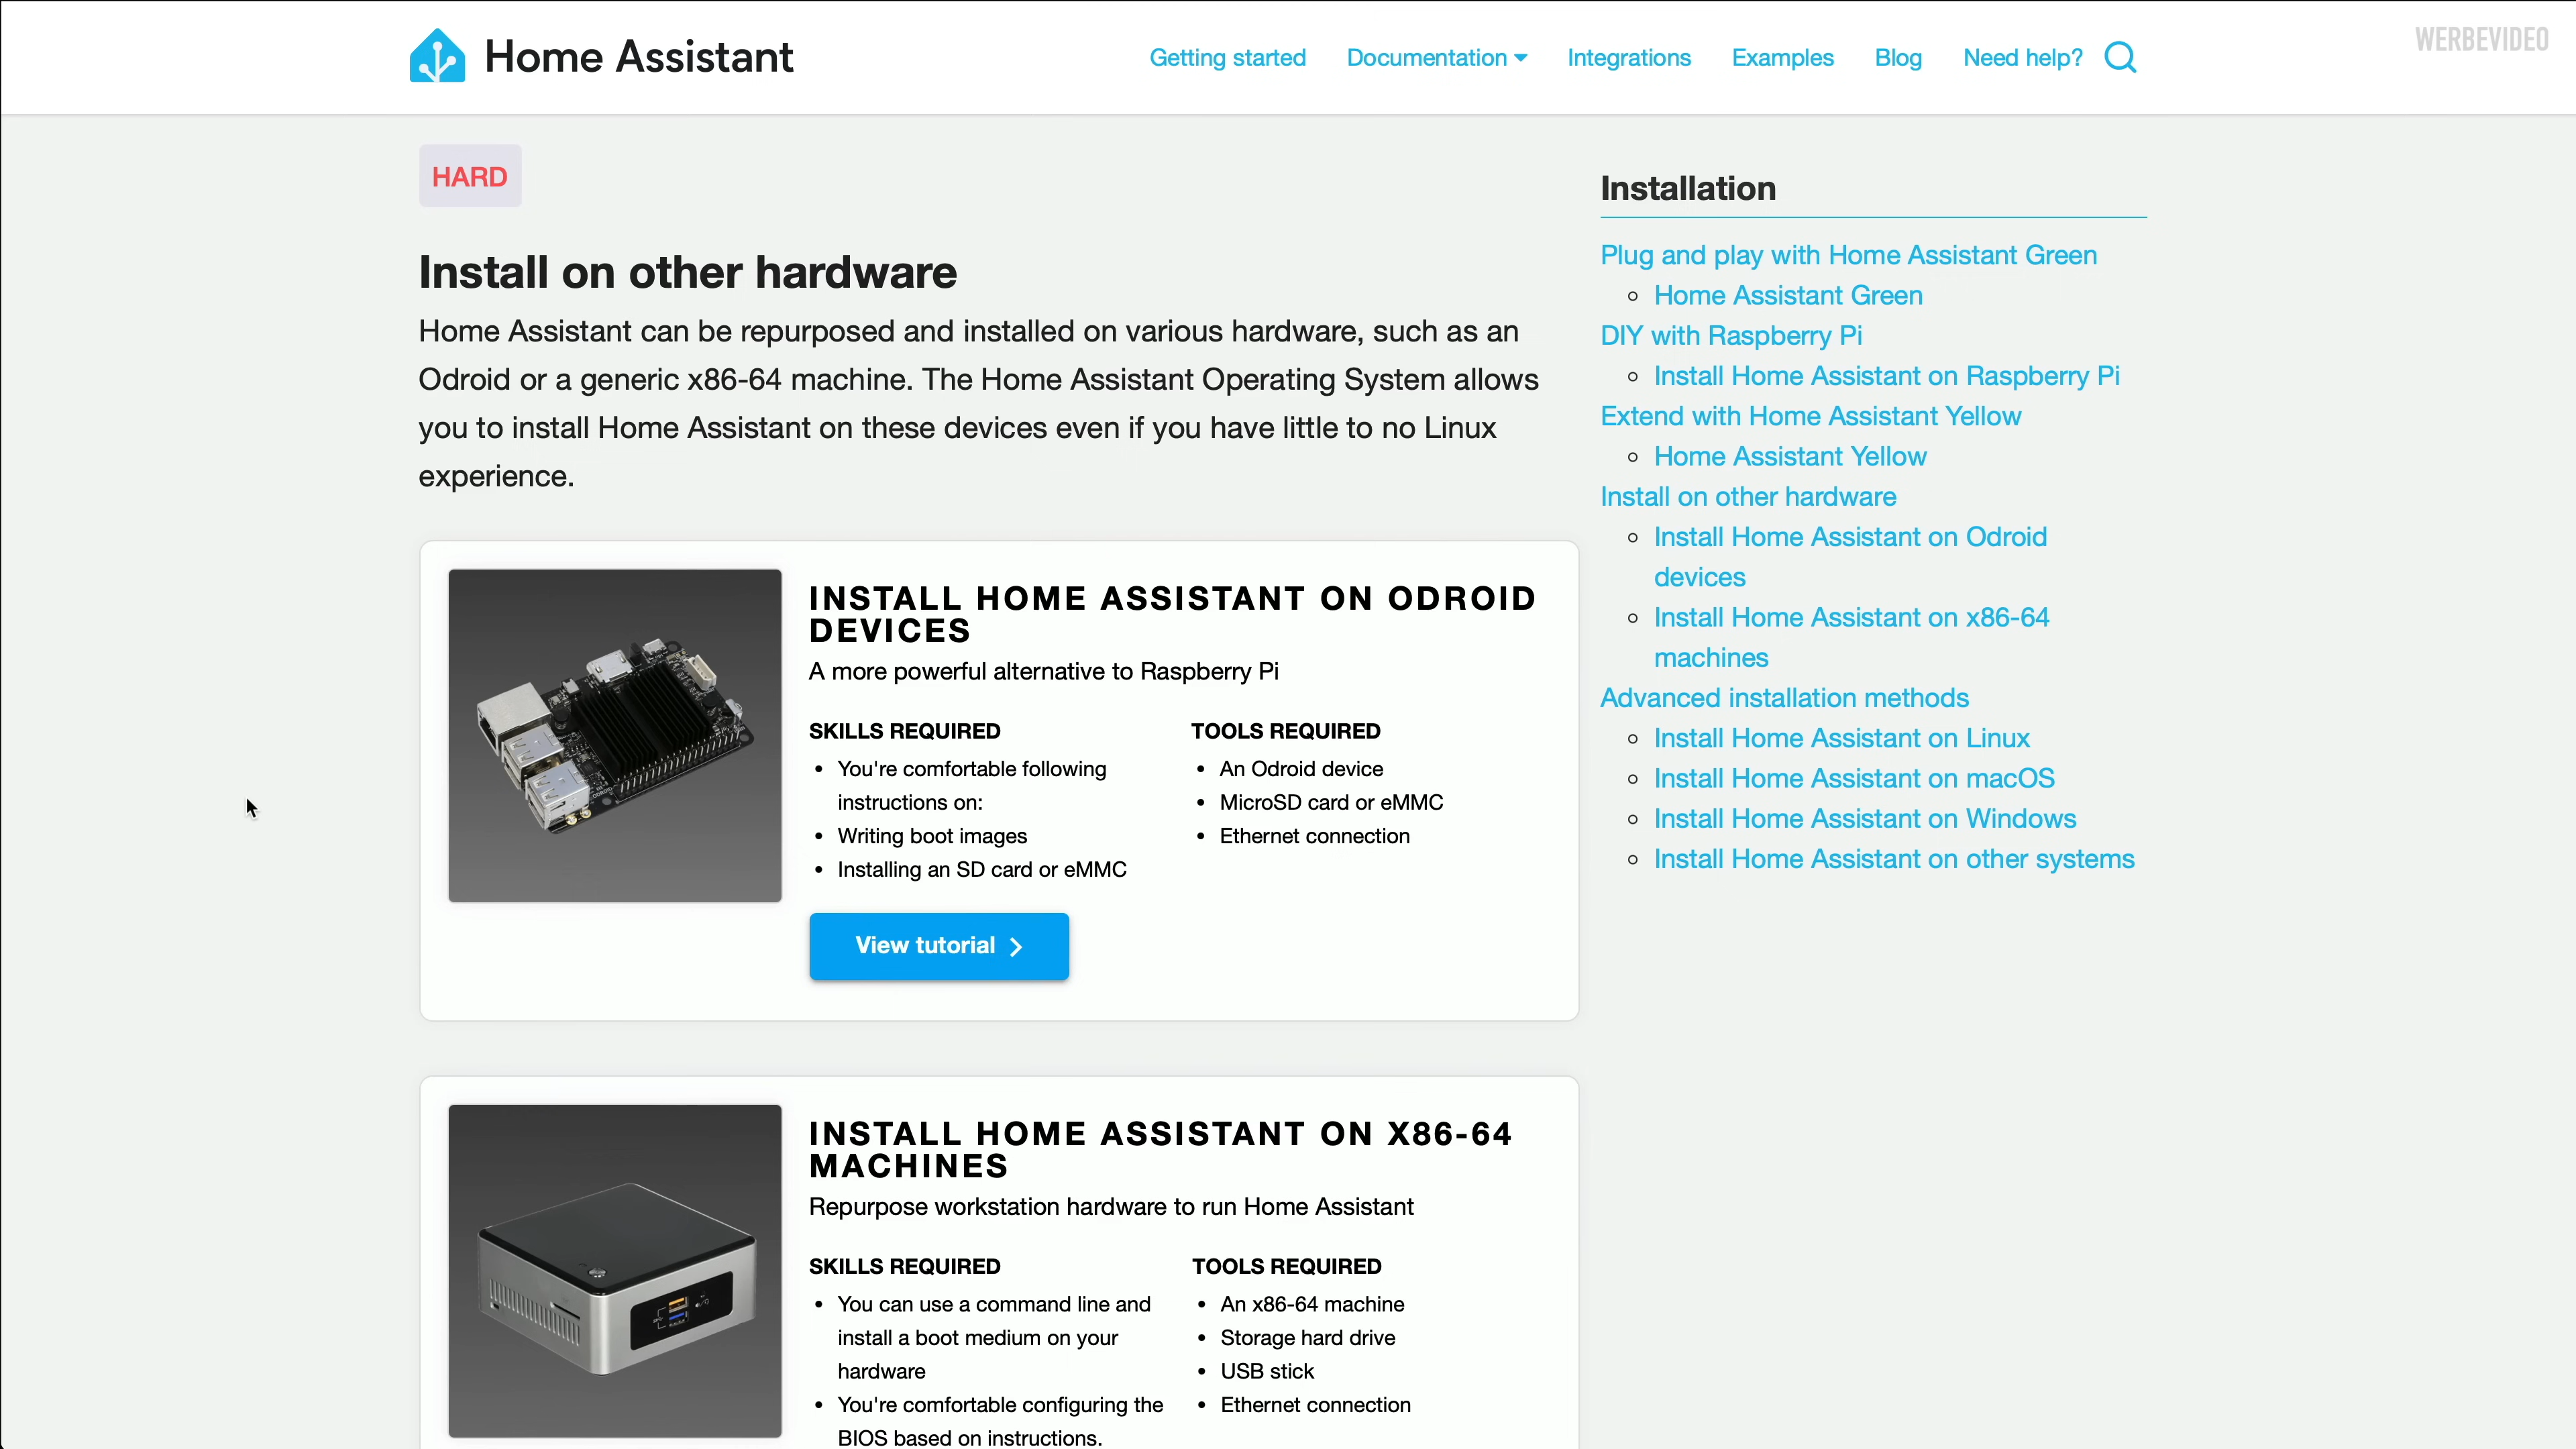 Home Assistant
Getting started
Documentation
Integrations
Examples
Blog
Need help?
WERBEVIDEO
HARD
Install on other hardware
Home Assistant can be repurposed and installed on various hardware, such as an
Odroid or a generic x86-64 machine. The Home Assistant Operating System allows
you to install Home Assistant on these devices even if you have little to no Linux
experience.
INSTALL HOME ASSISTANT ON ODROID
DEVICES
A more powerful alternative to Raspberry Pi
SKILLS REQUIRED
• You're comfortable following
instructions on:
• Writing boot images
• Installing an SD card or eMMC
TOOLS REQUIRED
• An Odroid device
• MicroSD card or eMMC
• Ethernet connection
View tutorial
INSTALL HOME ASSISTANT ON X86-64
MACHINES
Repurpose workstation hardware to run Home Assistant
SKILLS REQUIRED
• You can use a command line and
install a boot medium on your
hardware
• You're comfortable configuring the
BIOS based on instructions.
TOOLS REQUIRED
• An x86-64 machine
• Storage hard drive
• USB stick
• Ethernet connection
Installation
Plug and play with Home Assistant Green
Home Assistant Green
DIY with Raspberry Pi
Install Home Assistant on Raspberry Pi
Extend with Home Assistant Yellow
Home Assistant Yellow
Install on other hardware
Install Home Assistant on Odroid
devices
Install Home Assistant on x86-64
machines
Advanced installation methods
Install Home Assistant on Linux
Install Home Assistant on macOS
Install Home Assistant on Windows
Install Home Assistant on other systems